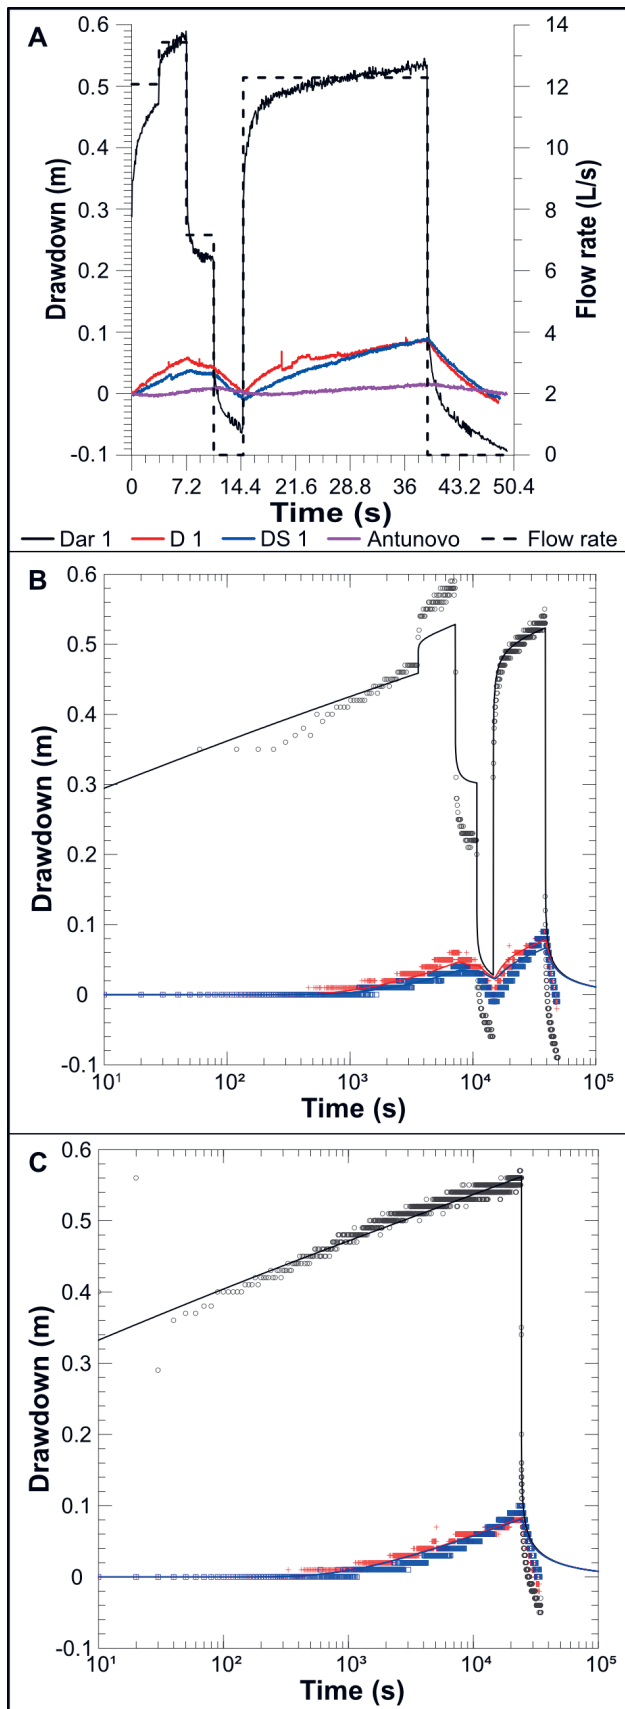 A
0.6
0.5
0.4
0.3
0.2
0.1
0
-0.1
Drawdown (m)
14
12
10
8
6
4
2
0
Flow rate (L/s)
0 7.2 14.4 21.6 28.8 36 43.2 50.4
Time (s)
Dar 1 D 1 DS 1 Antunovo Flow rate
B
0.6
0.5
0.4
0.3
0.2
0.1
0
-0.1
Drawdown (m)
10¹ 10² 10³ 10⁴ 10⁵
Time (s)
C
0.6
0.5
0.4
0.3
0.2
0.1
0
-0.1
Drawdown (m)
10¹ 10² 10³ 10⁴ 10⁵
Time (s)